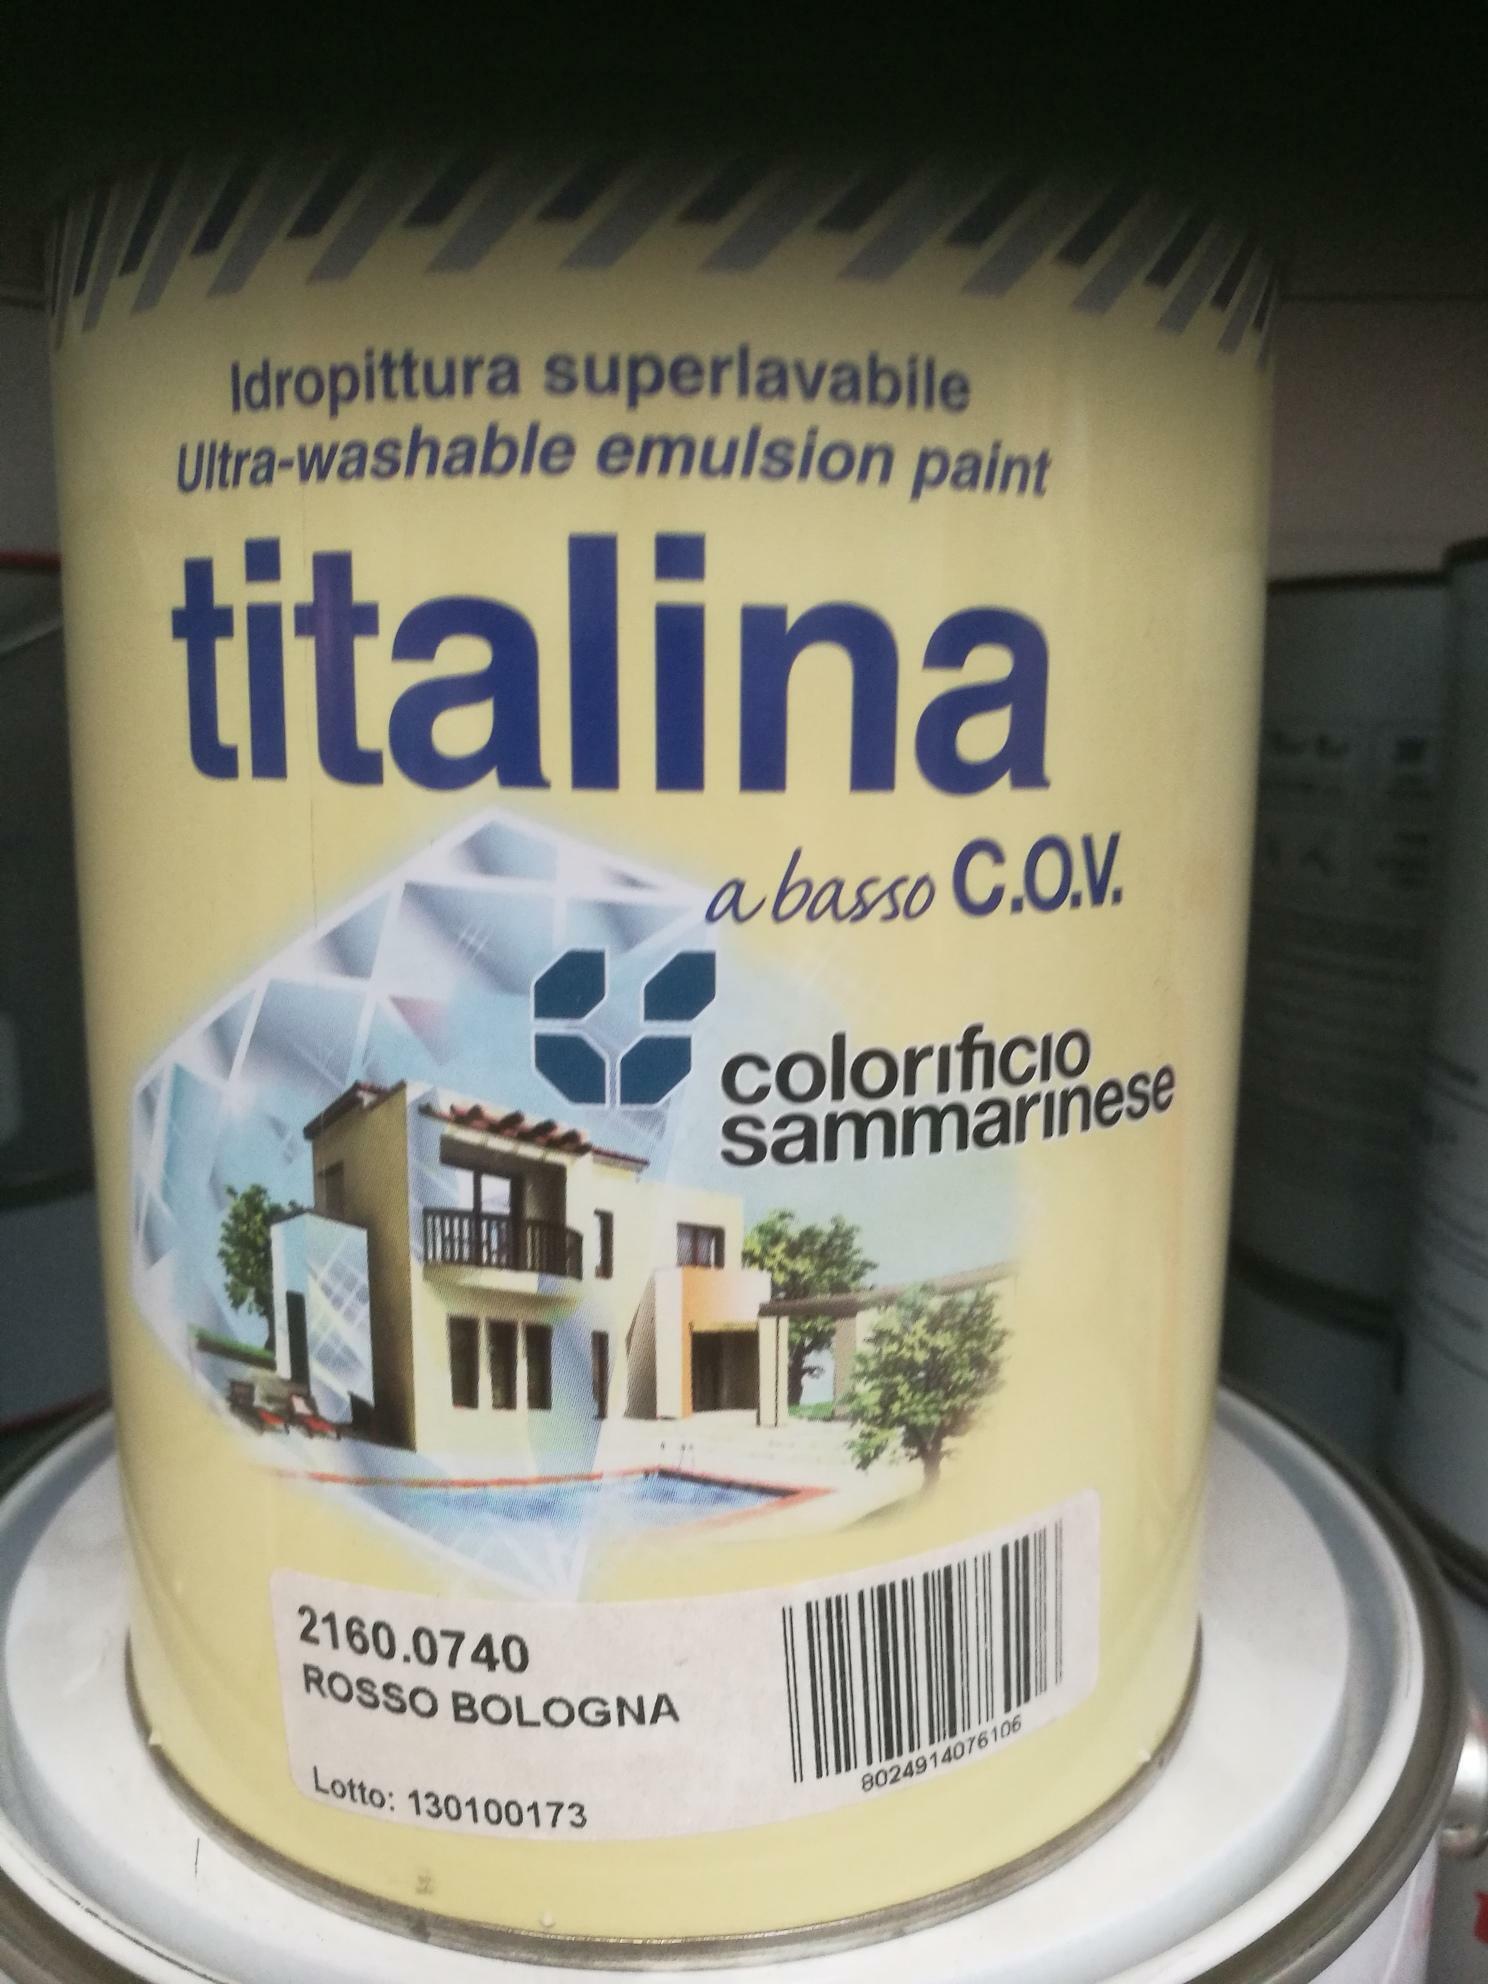 Idropittura superlavabile
Ultra-washable emulsion paint
titalina
a basso C.O.V.
colorificio
sammarinese
2160.0740
ROSSO BOLOGNA
Lotto: 130100173
8024914076106